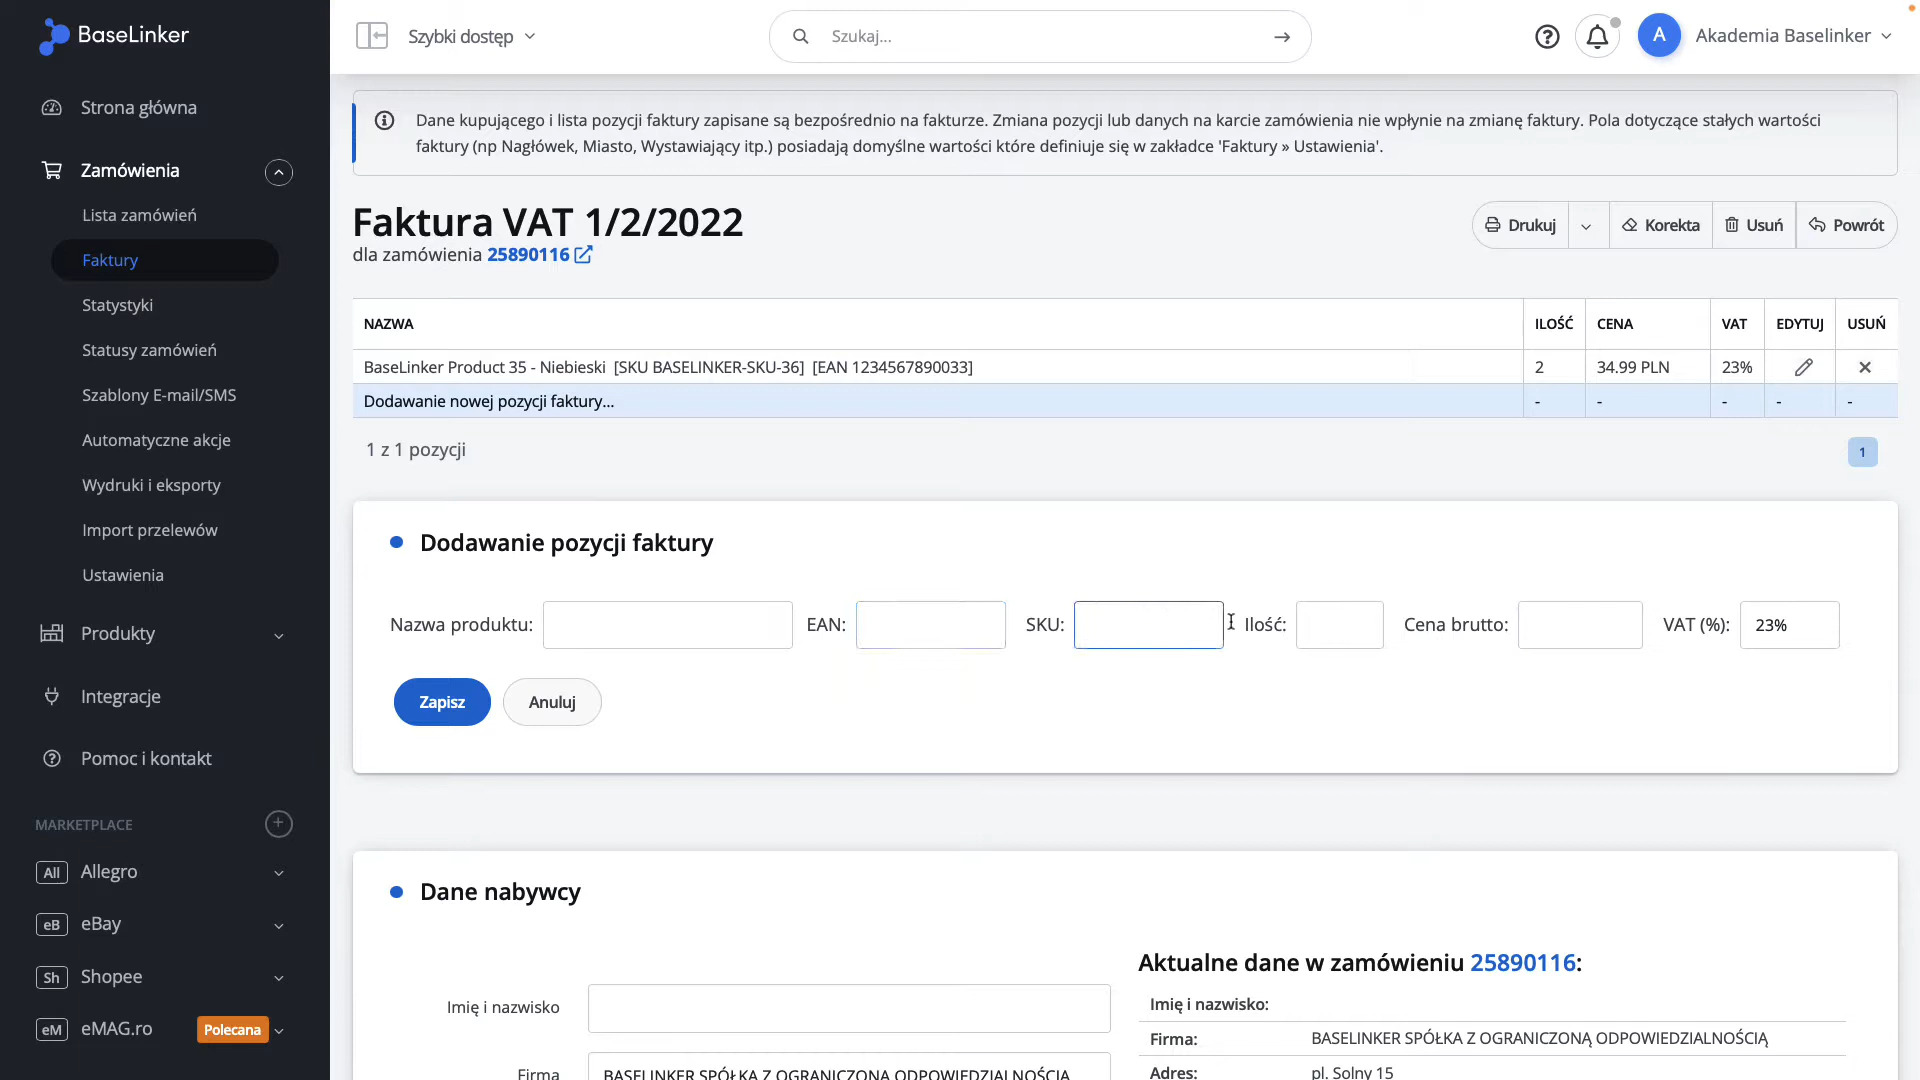 BaseLinker
Szybki dostęp
Szukaj...
A
Akademia Baselinker
Strona główna
Zamówienia
Lista zamówień
Faktury
Statystyki
Statusy zamówień
Szablony E-mail/SMS
Automatyczne akcje
Wydruki i eksporty
Import przelewów
Ustawienia
Produkty
Integracje
Pomoc i kontakt
MARKETPLACE
All Allegro
eB eBay
Sh Shopee
eM eMAG.ro Polecana
Dane kupującego i lista pozycji faktury zapisane są bezpośrednio na fakturze. Zmiana pozycji lub danych na karcie zamówienia nie wpłynie na zmianę faktury. Pola dotyczące stałych wartości
faktury (np Nagłówek, Miasto, Wystawiający itp.) posiadają domyślne wartości które definiuje się w zakładce 'Faktury » Ustawienia'.
Faktura VAT 1/2/2022
dla zamówienia 25890116
Drukuj Korekta Usuń Powrót
NAZWA ILOŚĆ CENA VAT EDYTUJ USUŃ
BaseLinker Product 35 - Niebieski [SKU BASELINKER-SKU-36] [EAN 1234567890033] 2 34.99 PLN 23%
Dodawanie nowej pozycji faktury... - - - - -
1 z 1 pozycji 1
Dodawanie pozycji faktury
Nazwa produktu: EAN: SKU: Ilość: Cena brutto: VAT (%): 23%
Zapisz Anuluj
Dane nabywcy
Imię i nazwisko
Firma BASELINKER SPÓŁKA Z OGRANICZONĄ ODPOWIEDZIALNOŚCIĄ
Aktualne dane w zamówieniu 25890116:
Imię i nazwisko:
Firma: BASELINKER SPÓŁKA Z OGRANICZONĄ ODPOWIEDZIALNOŚCIĄ
Adres: pl. Solny 15